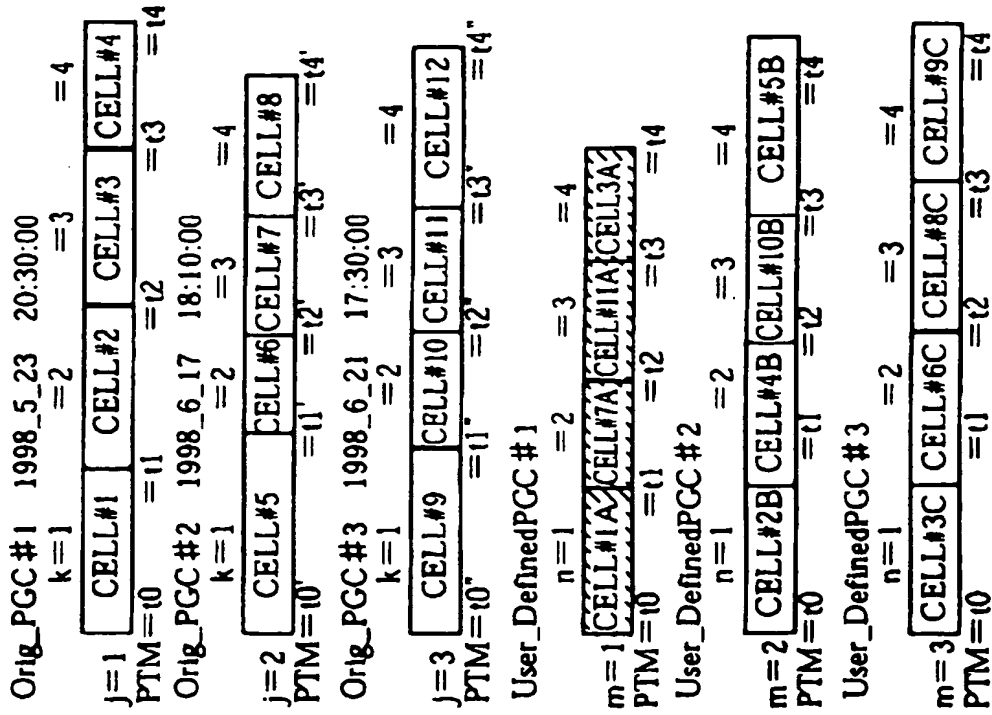 Orig_PGC#1 1998_5_23 20:30:00
k=1 =2 =3 =4
j=1 CELL#1 CELL#2 CELL#3 CELL#4
PTM=t0 =t1 =t2 =t3 =t4
Orig_PGC#2 1998_6_17 18:10:00
k=1 =2 =3 =4
j=2 CELL#5 CELL#6 CELL#7 CELL#8
PTM=t0' =t1' =t2' =t3' =t4'
Orig_PGC#3 1998_6_21 17:30:00
k=1 =2 =3 =4
j=3 CELL#9 CELL#10 CELL#11 CELL#12
PTM=t0" =t1" =t2" =t3" =t4"
User_DefinedPGC#1
n=1 =2 =3 =4
m=1 CELL#1A CELL#7A CELL#11A CELL3A
PTM=t0 =t1 =t2 =t3 =t4
User_DefinedPGC#2
n=1 =2 =3 =4
m=2 CELL#2B CELL#4B CELL#10B CELL#5B
PTM=t0 =t1 =t2 =t3 =t4
User_DefinedPGC#3
n=1 =2 =3 =4
m=3 CELL#3C CELL#6C CELL#8C CELL#9C
PTM=t0 =t1 =t2 =t3 =t4